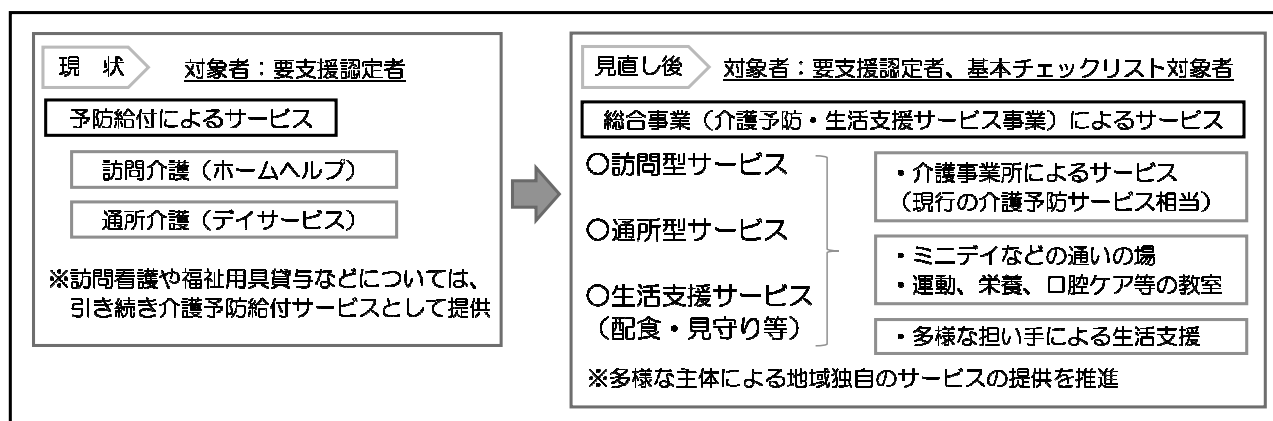 現 状
対象者：要支援認定者
予防給付によるサービス
訪問介護（ホームヘルプ）
通所介護（デイサービス）
※訪問看護や福祉用具貸与などについては、
引き続き介護予防給付サービスとして提供
見直し後
対象者：要支援認定者、基本チェックリスト対象者
総合事業（介護予防・生活支援サービス事業）によるサービス
〇訪問型サービス
〇通所型サービス
〇生活支援サービス
（配食・見守り等）
・介護事業所によるサービス
（現行の介護予防サービス相当）
・ミニデイなどの通いの場
・運動、栄養、口腔ケア等の教室
・多様な担い手による生活支援
※多様な主体による地域独自のサービスの提供を推進